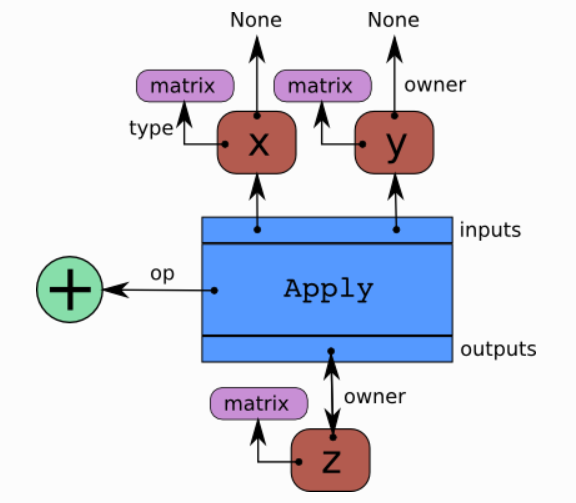 None
None
matrix
matrix
owner
type
x
y
inputs
op
+
Apply
outputs
matrix
owner
z